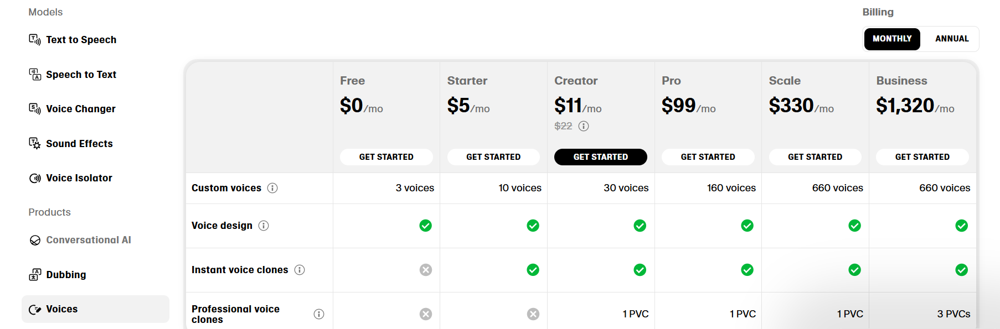 Models
Text to Speech
Speech to Text
Voice Changer
Sound Effects
Voice Isolator
Products
Conversational AI
Dubbing
Voices
Billing
MONTHLY ANNUAL
Free Starter Creator Pro Scale Business
$0/mo $5/mo $11/mo $99/mo $330/mo $1,320/mo
$22
GET STARTED GET STARTED GET STARTED GET STARTED GET STARTED GET STARTED
Custom voices 3 voices 10 voices 30 voices 160 voices 660 voices 660 voices
Voice design
Instant voice clones
Professional voice
clones 1 PVC 1 PVC 1 PVC 3 PVCs